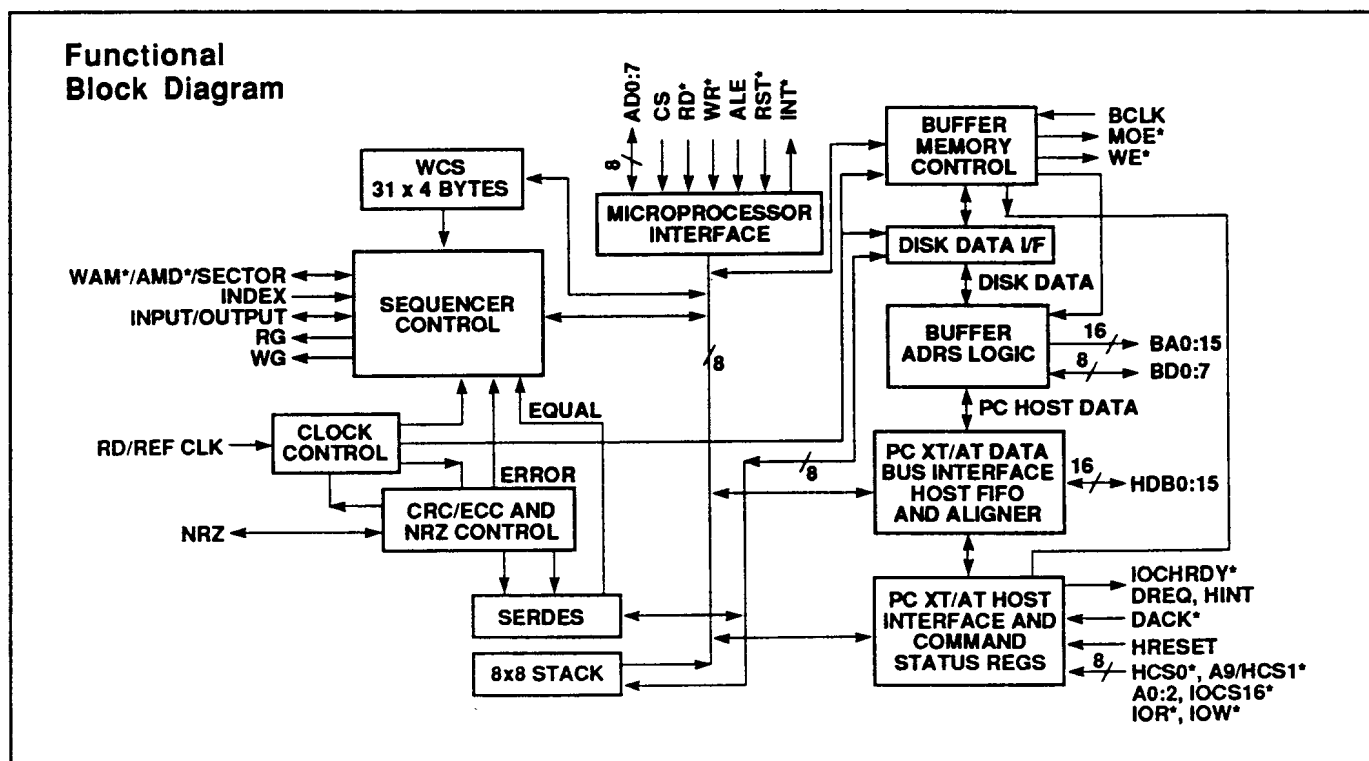 Functional
Block Diagram
AD0:7
CS
RD*
WR*
ALE
RST*
INT*
8
WCS
31 x 4 BYTES
MICROPROCESSOR
INTERFACE
BUFFER
MEMORY
CONTROL
BCLK
MOE*
WE*
DISK DATA I/F
DISK DATA
WAM*/AMD*/SECTOR
INDEX
INPUT/OUTPUT
RG
WG
SEQUENCER
CONTROL
8
BUFFER
ADRS LOGIC
16
BA0:15
8
BD0:7
PC HOST DATA
EQUAL
RD/REF CLK
CLOCK
CONTROL
ERROR
8
PC XT/AT DATA
BUS INTERFACE
HOST FIFO
AND ALIGNER
16
HDB0:15
NRZ
CRC/ECC AND
NRZ CONTROL
SERDES
8x8 STACK
PC XT/AT HOST
INTERFACE AND
COMMAND
STATUS REGS
IOCHRDY*
DREQ, HINT
DACK*
HRESET
8
HCS0*, A9/HCS1*
A0:2, IOCS16*
IOR*, IOW*